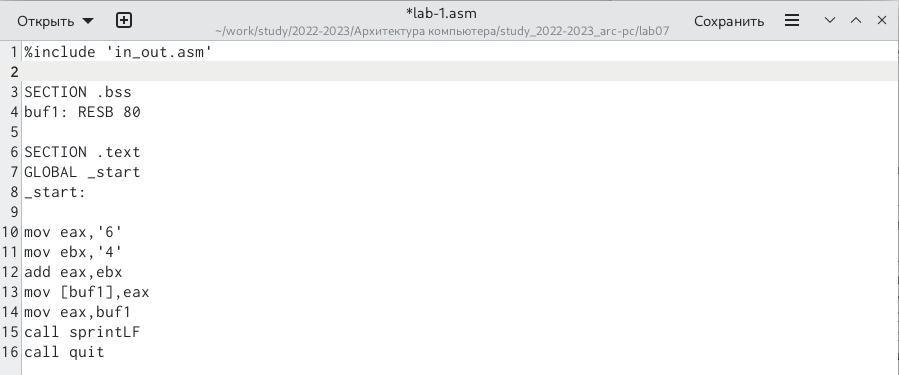 Открыть
*lab-1.asm
~/work/study/2022-2023/Архитектура компьютера/study_2022-2023_arc-pc/lab07
Сохранить
1 %include 'in_out.asm'
2
3 SECTION .bss
4 buf1: RESB 80
5
6 SECTION .text
7 GLOBAL _start
8 _start:
9
10 mov eax,'6'
11 mov ebx,'4'
12 add eax,ebx
13 mov [buf1],eax
14 mov eax,buf1
15 call sprintLF
16 call quit